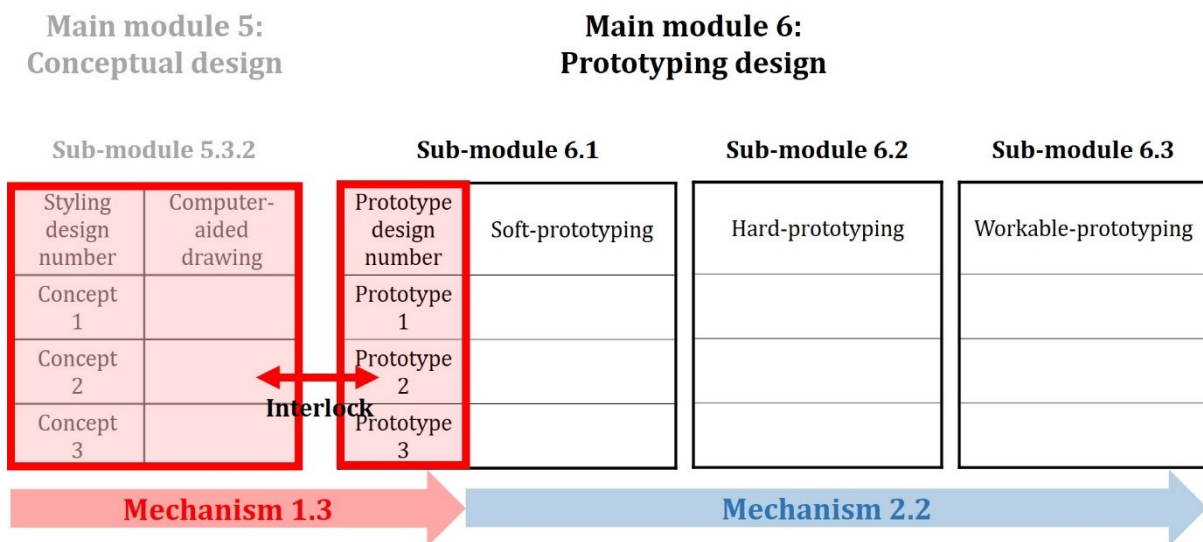 Main module 5:
Conceptual design
Main module 6:
Prototyping design
Sub-module 5.3.2
Sub-module 6.1
Sub-module 6.2
Sub-module 6.3
Styling
design
number
Computer-
aided
drawing
Prototype
design
number
Soft-prototyping
Hard-prototyping
Workable-prototyping
Concept
1
Prototype
1
Concept
2
Prototype
2
Interlock
Concept
3
Prototype
3
Mechanism 1.3
Mechanism 2.2